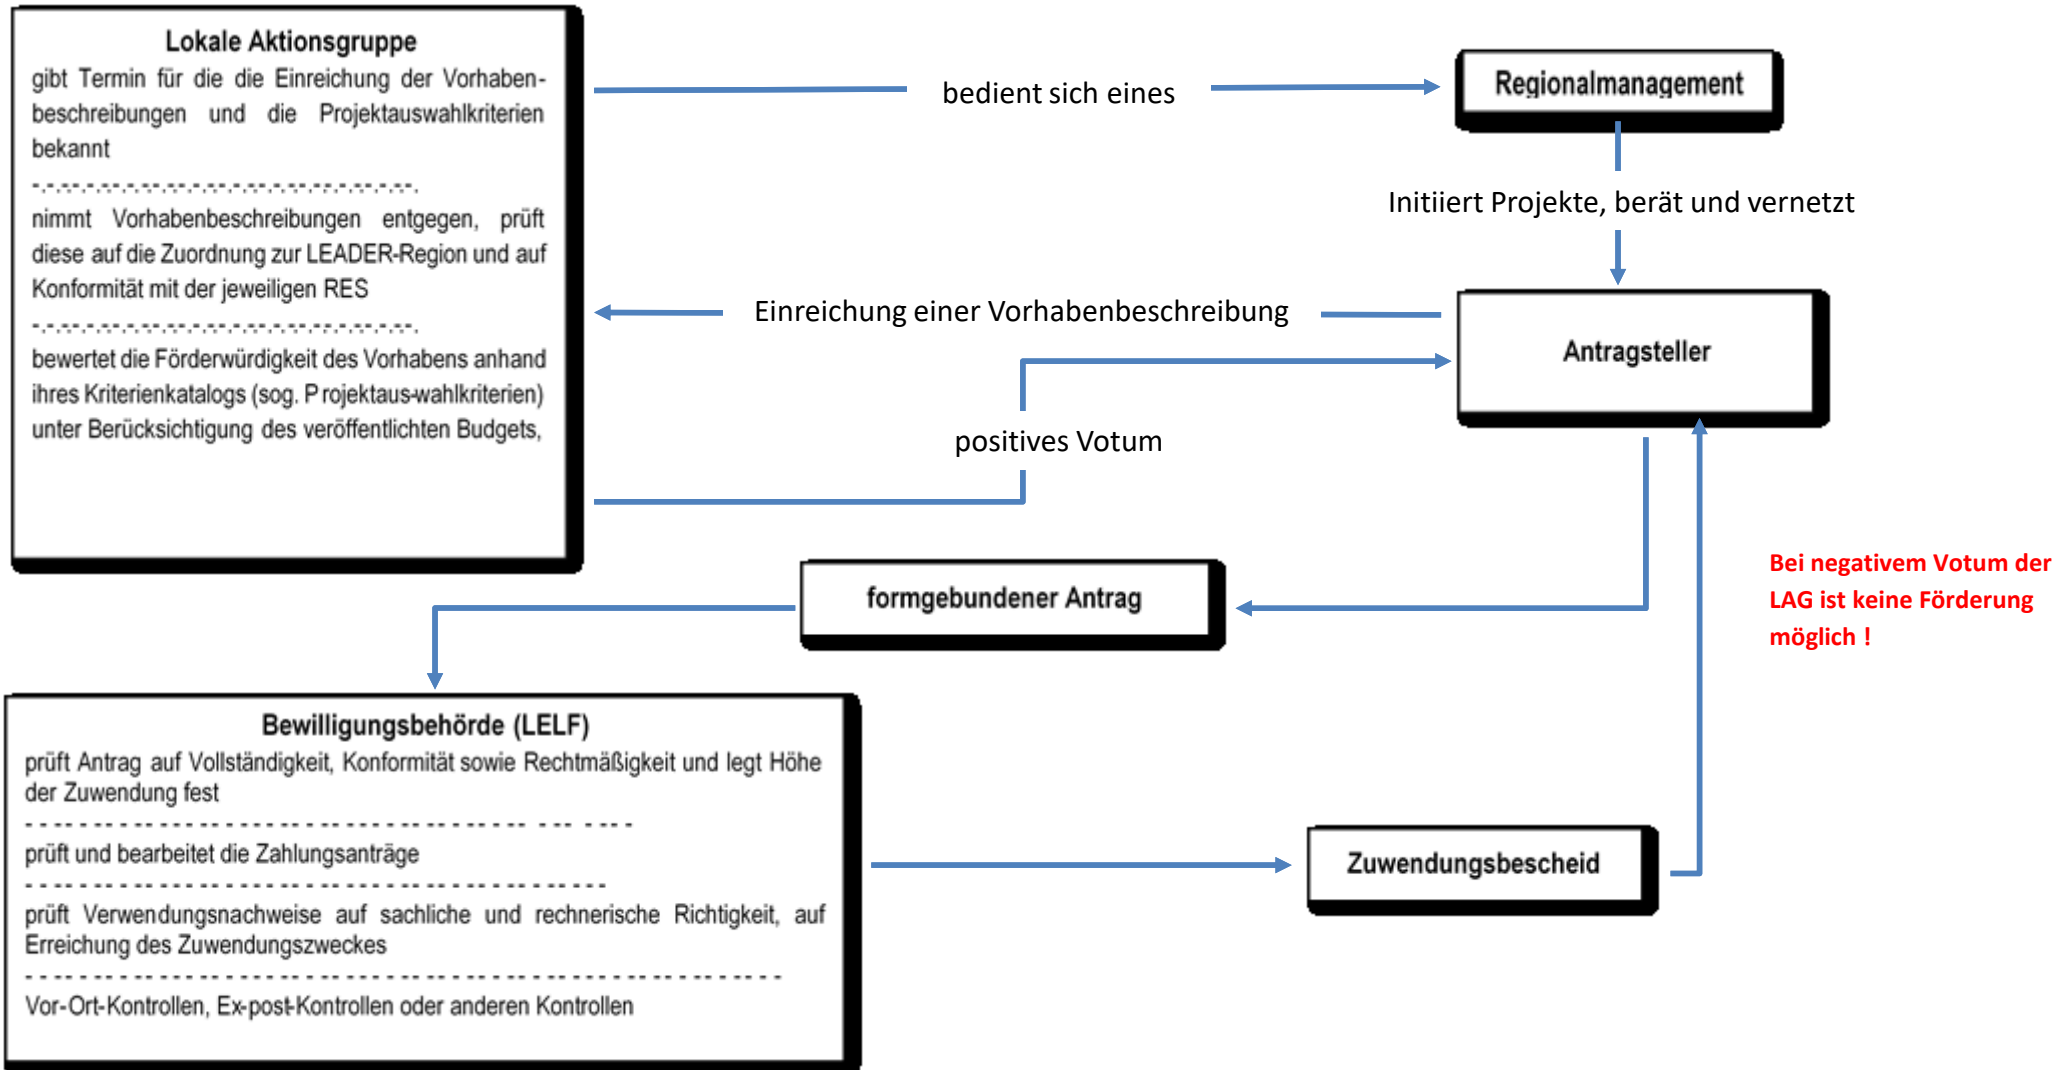 Lokale Aktionsgruppe
gibt Termin für die die Einreichung der Vorhaben-
beschreibungen und die Projektauswahlkriterien
bekannt
nimmt Vorhabenbeschreibungen entgegen, prüft
diese auf die Zuordnung zur LEADER-Region und auf
Konformität mit der jeweiligen RES
bewertet die Förderwürdigkeit des Vorhabens anhand
ihres Kriterienkatalogs (sog. Projektaus-wahlkriterien)
unter Berücksichtigung des veröffentlichten Budgets,
bedient sich eines
Regionalmanagement
Initiiert Projekte, berät und vernetzt
Einreichung einer Vorhabenbeschreibung
Antragsteller
positives Votum
Bei negativem Votum der
LAG ist keine Förderung
möglich !
formgebundener Antrag
Bewilligungsbehörde (LELF)
prüft Antrag auf Vollständigkeit, Konformität sowie Rechtmäßigkeit und legt Höhe
der Zuwendung fest
prüft und bearbeitet die Zahlungsanträge
prüft Verwendungsnachweise auf sachliche und rechnerische Richtigkeit, auf
Erreichung des Zuwendungszweckes
Vor-Ort-Kontrollen, Ex-post-Kontrollen oder anderen Kontrollen
Zuwendungsbescheid